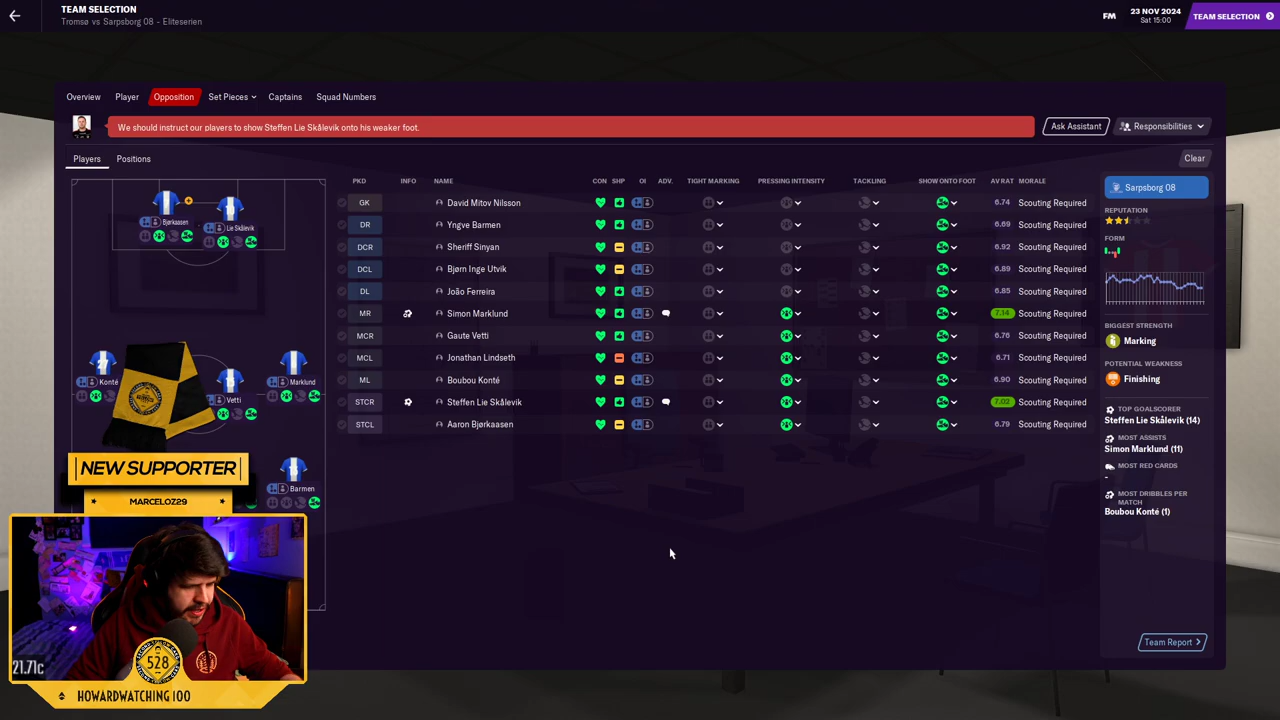 TEAM SELECTION
Tromsø vs Sarpsborg 08 - Eliteserien
FM
23 NOV 2024
Sat 15:00
TEAM SELECTION
Overview
Player
Opposition
Set Pieces
Captains
Squad Numbers
We should instruct our players to show Steffen Lie Skålevik onto his weaker foot.
Ask Assistant
Responsibilities
Players
Positions
Clear
PKD INFO NAME CON SHP OI ADV. TIGHT MARKING PRESSING INTENSITY TACKLING SHOW ONTO FOOT AV RAT MORALE
GK David Mitov Nilsson 6.74 Scouting Required
DR Yngve Barmen 6.69 Scouting Required
DCR Sheriff Sinyan 6.92 Scouting Required
DCL Bjørn Inge Utvik 6.89 Scouting Required
DL João Ferreira 6.85 Scouting Required
MR Simon Marklund 7.14 Scouting Required
MCR Gaute Vetti 6.76 Scouting Required
MCL Jonathan Lindseth 6.71 Scouting Required
ML Boubou Konté 6.90 Scouting Required
STCR Steffen Lie Skålevik 7.02 Scouting Required
STCL Aaron Bjørkaasen 6.79 Scouting Required
Bjørkaasen
Lie Skålevik
Konté
Vetti
Marklund
Barmen
Sarpsborg 08
REPUTATION
FORM
BIGGEST STRENGTH
Marking
POTENTIAL WEAKNESS
Finishing
TOP GOALSCORER
Steffen Lie Skålevik (14)
MOST ASSISTS
Simon Marklund (11)
MOST RED CARDS
-
MOST DRIBBLES PER
MATCH
Boubou Konté (1)
Team Report
NEW SUPPORTER
MARCELOZ29
21.71c
528
HOWARDWATCHING 100